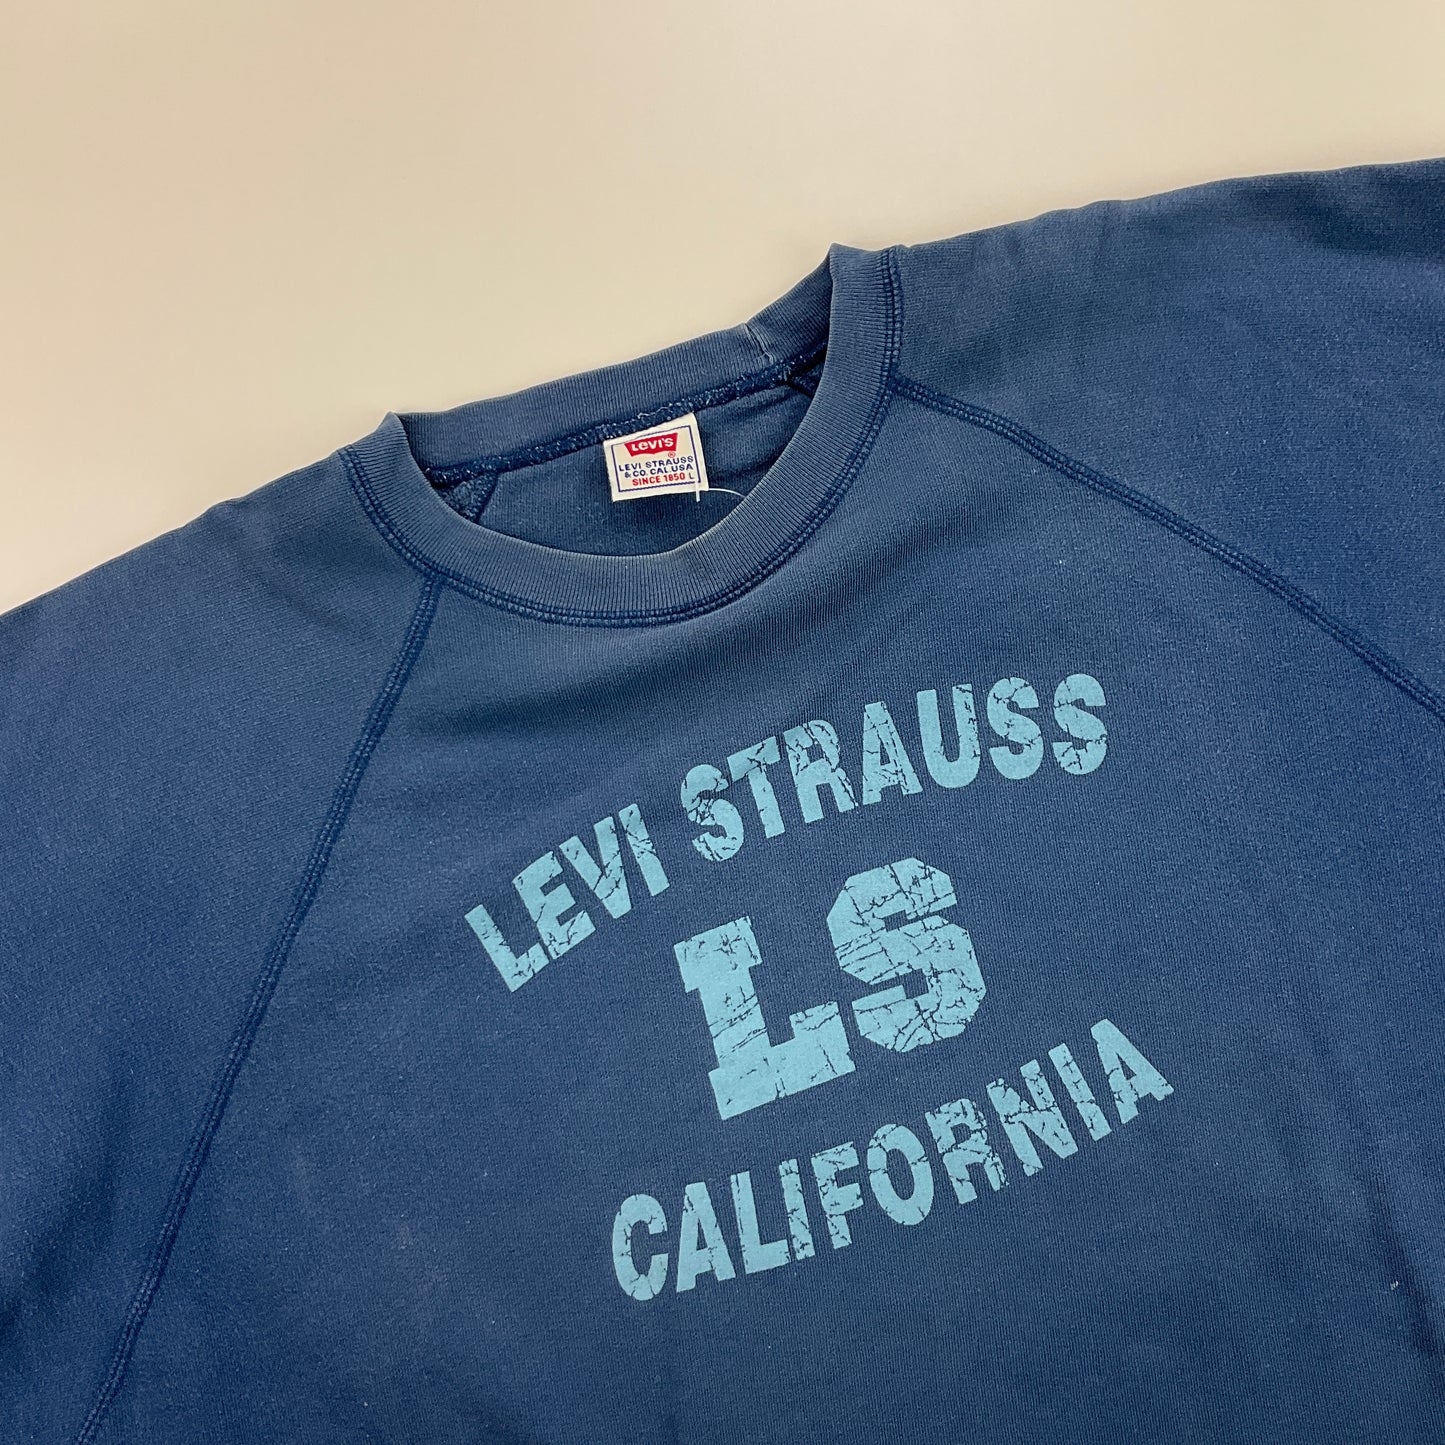 Levi's
®
LEVI STRAUSS
& CO. CAL. USA
SINCE 1850 L
LEVI STRAUSS
LS
CALIFORNIA